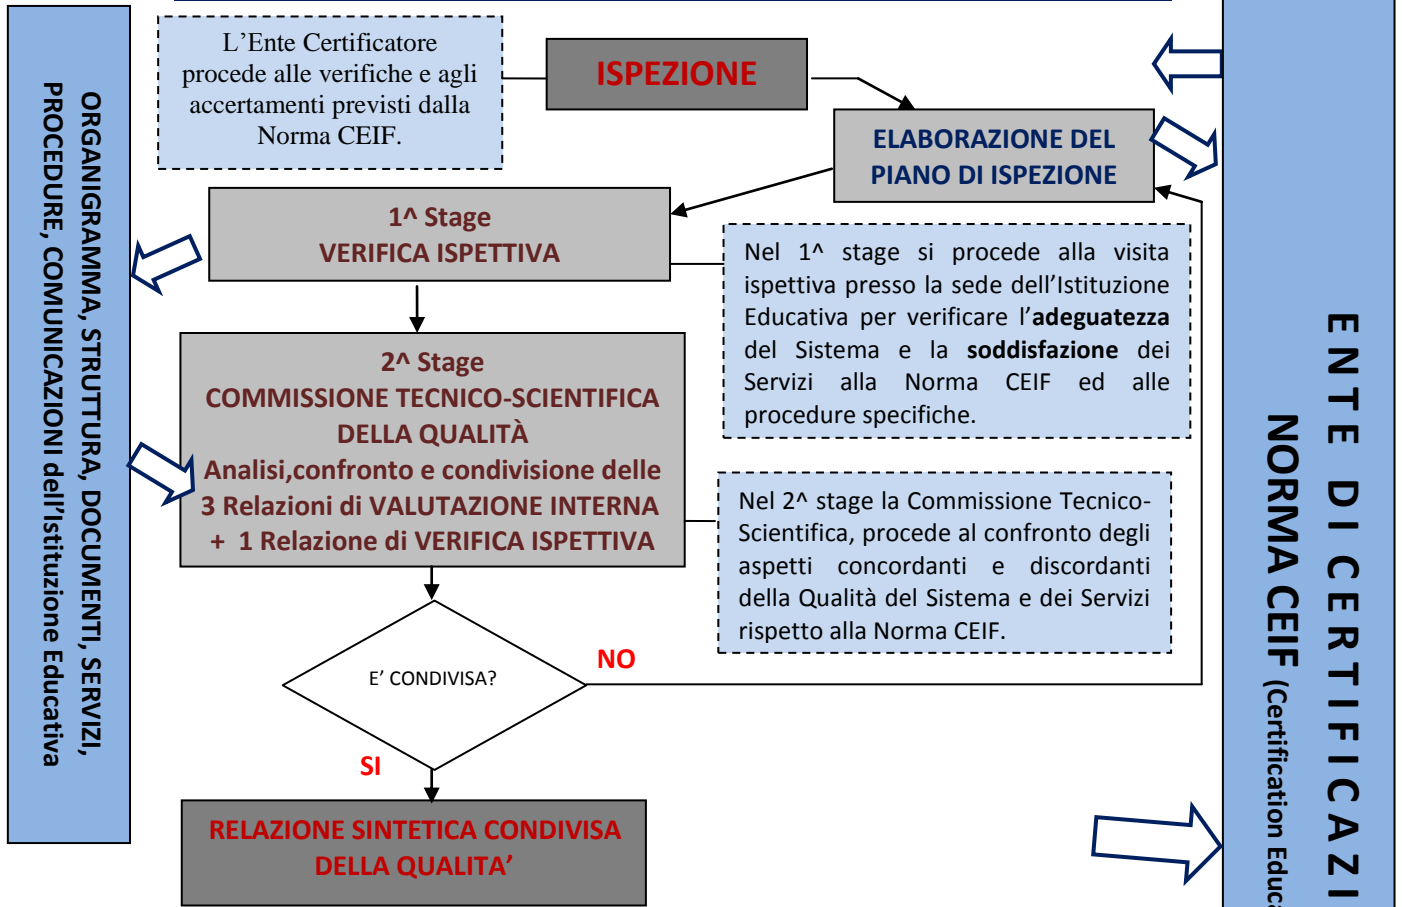 L'Ente Certificatore
procede alle verifiche e agli
accertamenti previsti dalla
Norma CEIF.
ISPEZIONE
ELABORAZIONE DEL
PIANO DI ISPEZIONE
1^ Stage
VERIFICA ISPETTIVA
Nel 1^ stage si procede alla visita
ispettiva presso la sede dell'Istituzione
Educativa per verificare l'adeguatezza
del Sistema e la soddisfazione dei
Servizi alla Norma CEIF ed alle
procedure specifiche.
2^ Stage
COMMISSIONE TECNICO-SCIENTIFICA
DELLA QUALITÀ
Analisi,confronto e condivisione delle
3 Relazioni di VALUTAZIONE INTERNA
+ 1 Relazione di VERIFICA ISPETTIVA
Nel 2^ stage la Commissione Tecnico-
Scientifica, procede al confronto degli
aspetti concordanti e discordanti
della Qualità del Sistema e dei Servizi
rispetto alla Norma CEIF.
E' CONDIVISA?
NO
SI
RELAZIONE SINTETICA CONDIVISA
DELLA QUALITA'
ORGANIGRAMMA, STRUTTURA, DOCUMENTI, SERVIZI,
PROCEDURE, COMUNICAZIONI dell'Istituzione Educativa
ENTE DI CERTIFICAZI
NORMA CEIF (Certification Educa